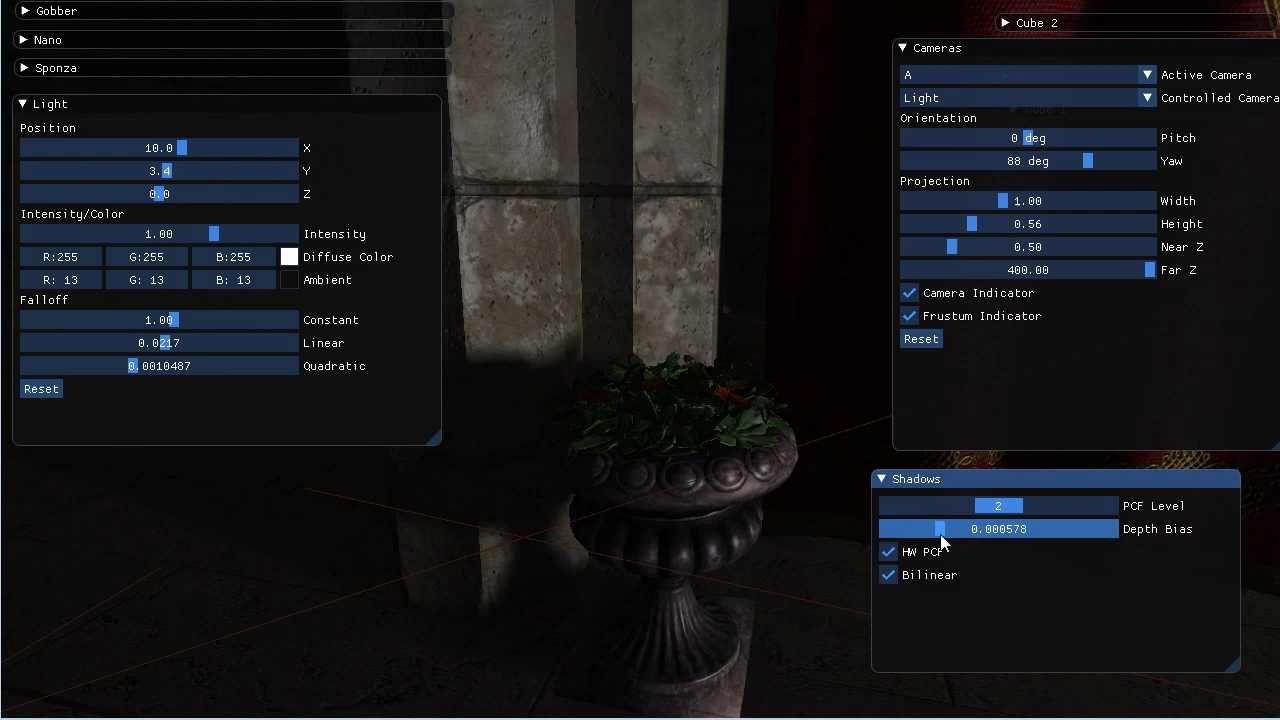 Gobber
Nano
Sponza
Light
Position
10.0 X
3.4 Y
0.0 Z
Intensity/Color
1.00 Intensity
R:255 G:255 B:255 Diffuse Color
R: 13 G: 13 B: 13 Ambient
Falloff
1.00 Constant
0.0217 Linear
0.0010487 Quadratic
Reset
Cube 2
Cameras
A Active Camera
Light Controlled Camera
Cube 1
Orientation
0 deg Pitch
88 deg Yaw
Projection
1.00 Width
0.56 Height
0.50 Near Z
400.00 Far Z
Camera Indicator
Frustum Indicator
Reset
Shadows
2 PCF Level
0.000578 Depth Bias
HW PCF
Bilinear